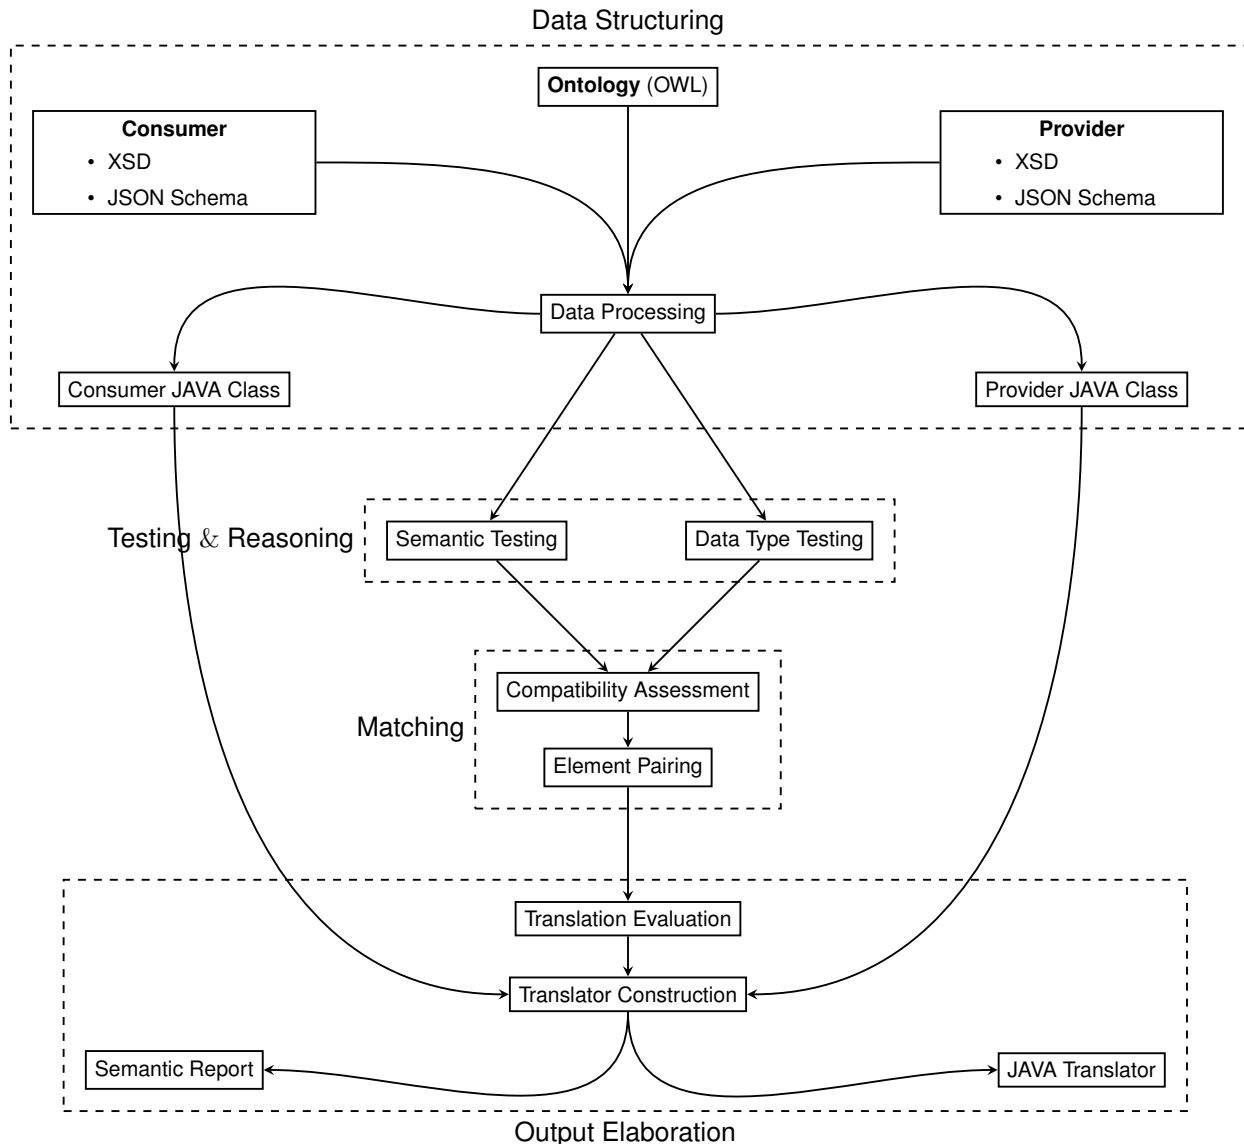 Data Structuring
Ontology (OWL)
Consumer
• XSD
• JSON Schema
Provider
• XSD
• JSON Schema
Data Processing
Consumer JAVA Class
Provider JAVA Class
Testing & Reasoning
Semantic Testing
Data Type Testing
Compatibility Assessment
Matching
Element Pairing
Translation Evaluation
Translator Construction
Semantic Report
JAVA Translator
Output Elaboration